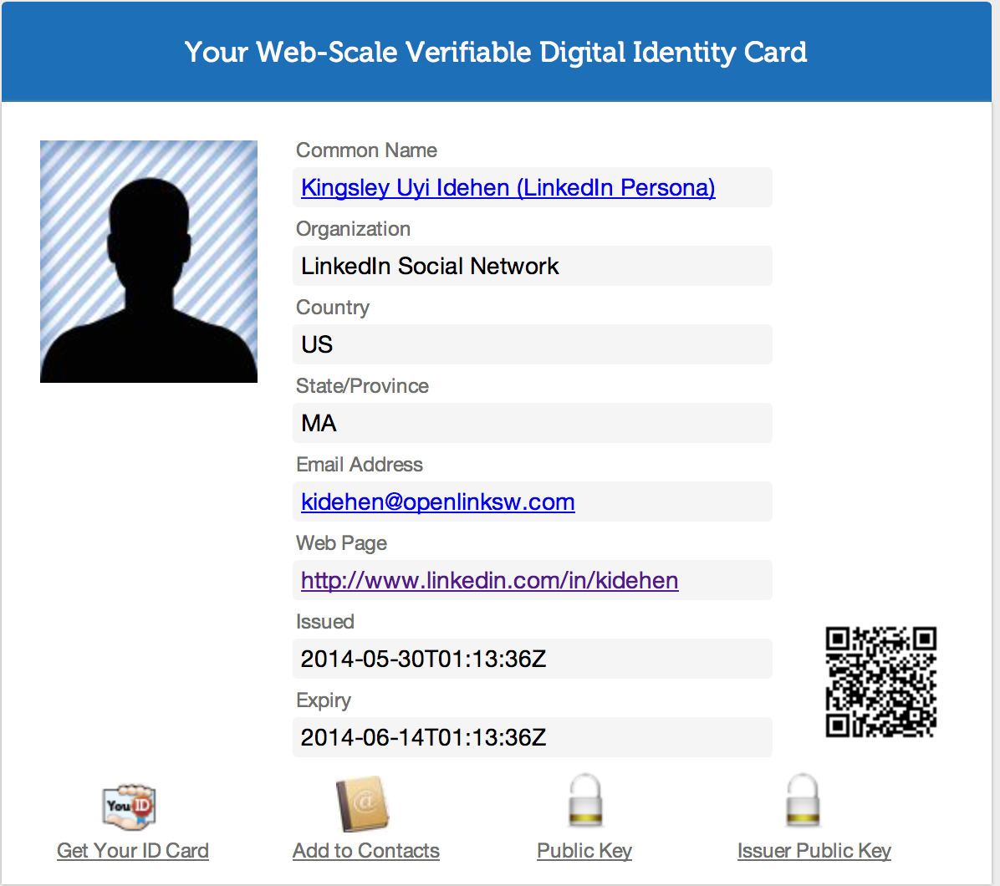 Your Web-Scale Verifiable Digital Identity Card
Common Name
Kingsley Uyi Idehen (LinkedIn Persona)
Organization
LinkedIn Social Network
Country
US
State/Province
MA
Email Address
kidehen@openlinksw.com
Web Page
http://www.linkedin.com/in/kidehen
Issued
2014-05-30T01:13:36Z
Expiry
2014-06-14T01:13:36Z
You ID
@
Get Your ID Card
Add to Contacts
Public Key
Issuer Public Key